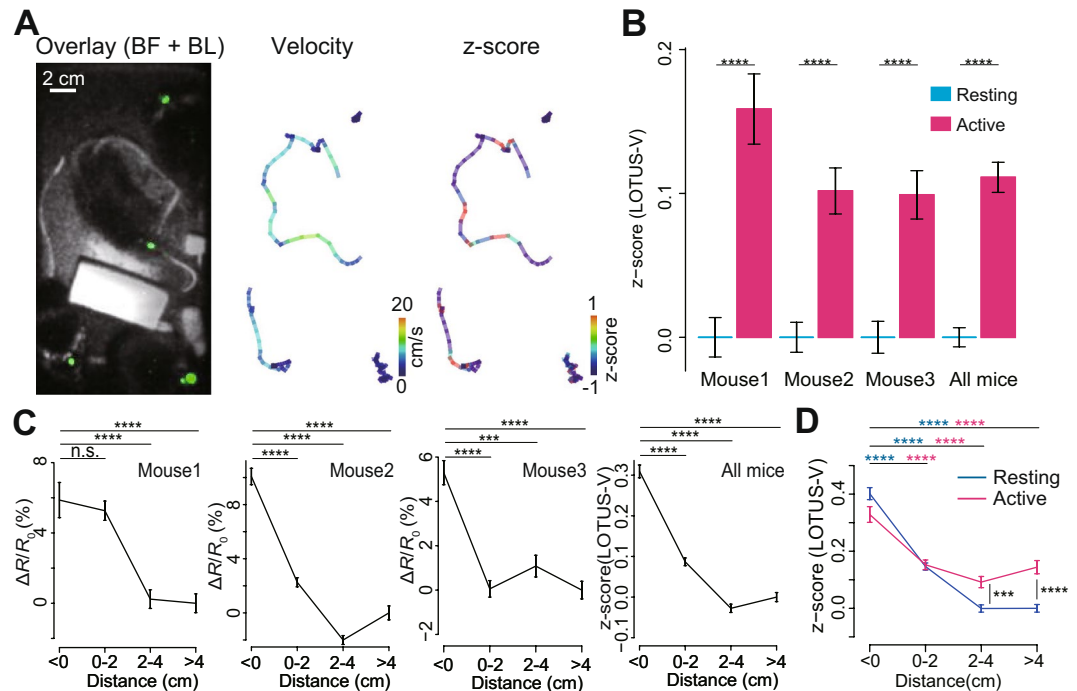 A
Overlay (BF + BL)
Velocity
z-score
2 cm
20
cm/s
0
1
z-score
-1
B
0.2
0.1
0.0
z-score (LOTUS-V)
**** **** **** ****
Resting
Active
Mouse1 Mouse2 Mouse3 All mice
C
****
****
n.s.
Mouse1
8
4
0
ΔR/R0 (%)
<0 0-2 2-4 >4
Distance (cm)
****
****
****
Mouse2
8
4
0
ΔR/R0 (%)
<0 0-2 2-4 >4
Distance (cm)
****
***
****
Mouse3
6
4
2
0
−2
ΔR/R0 (%)
<0 0-2 2-4 >4
Distance (cm)
****
****
****
All mice
0.3
0.2
0.1
0.0
−0.1
z-score(LOTUS-V)
<0 0-2 2-4 >4
Distance (cm)
D
**** ****
**** ****
**** ****
Resting
Active
0.4
0.2
0.0
z-score (LOTUS-V)
***
****
<0 0-2 2-4 >4
Distance(cm)